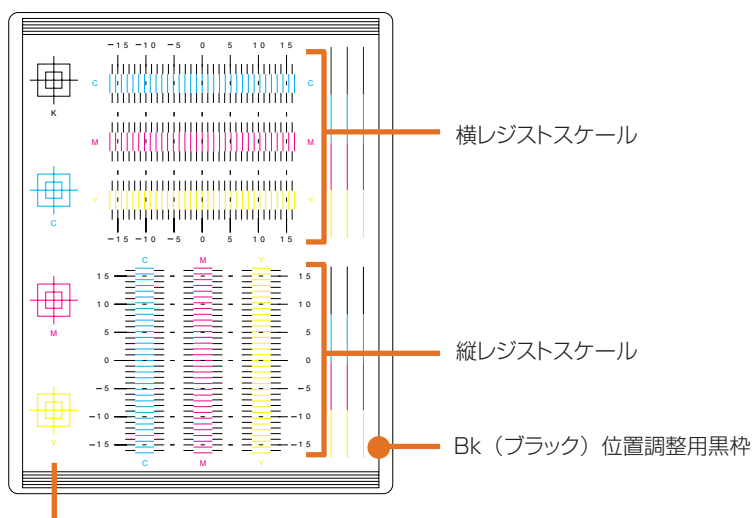 -15 -10 -5 0 5 10 15
K
C C
M M
Y Y
C
-15 -10 -5 0 5 10 15
横レジストスケール
C M Y
15 15
10 10
M
5 5
0 0
縦レジストスケール
-5 -5
Y
-10 -10
-15 -15
C M Y
Bk（ブラック）位置調整用黒枠